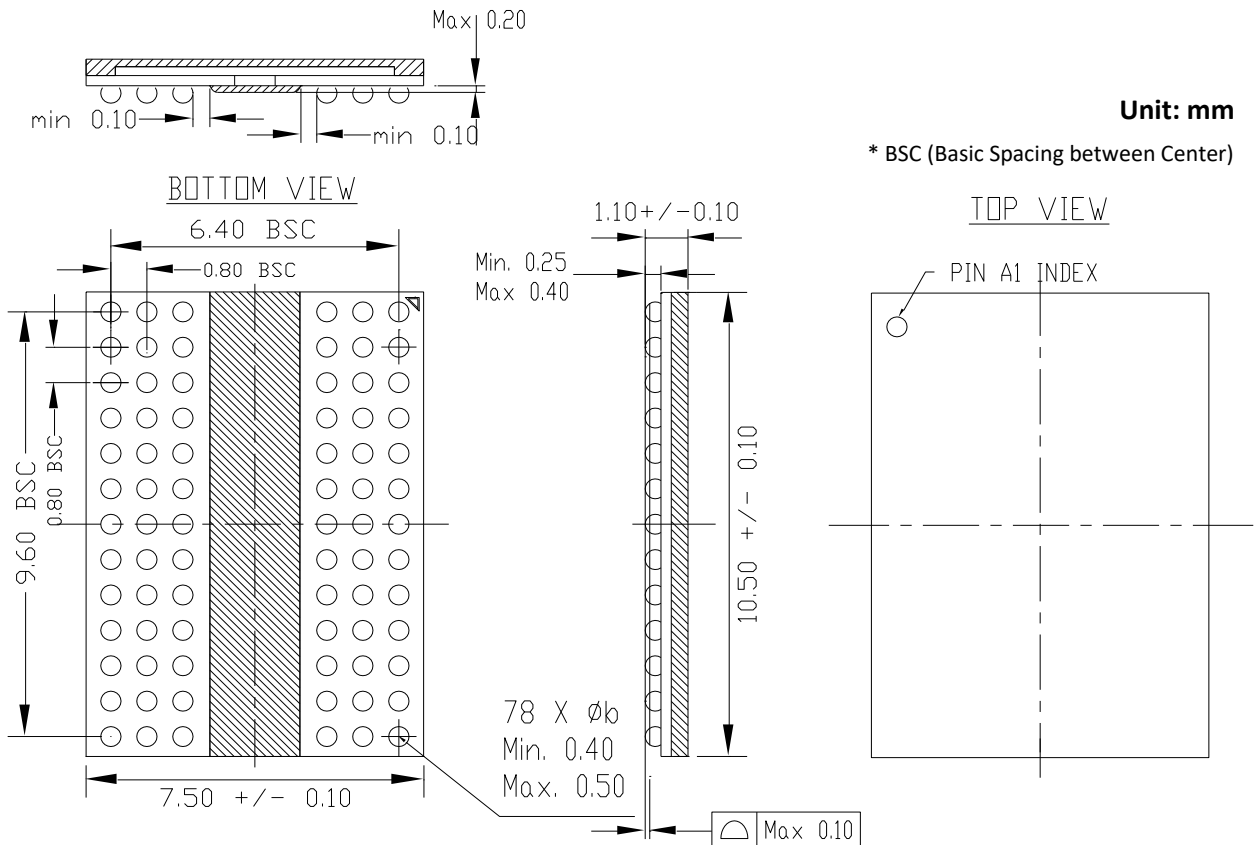 Max 0.20
min 0.10
min 0.10
Unit: mm
* BSC (Basic Spacing between Center)
BOTTOM VIEW
6.40 BSC
0.80 BSC
1.10+/-0.10
Min. 0.25
Max 0.40
TOP VIEW
PIN A1 INDEX
9.60 BSC
0.80 BSC
10.50 +/- 0.10
78 X Øb
Min. 0.40
Max. 0.50
7.50 +/- 0.10
Max 0.10